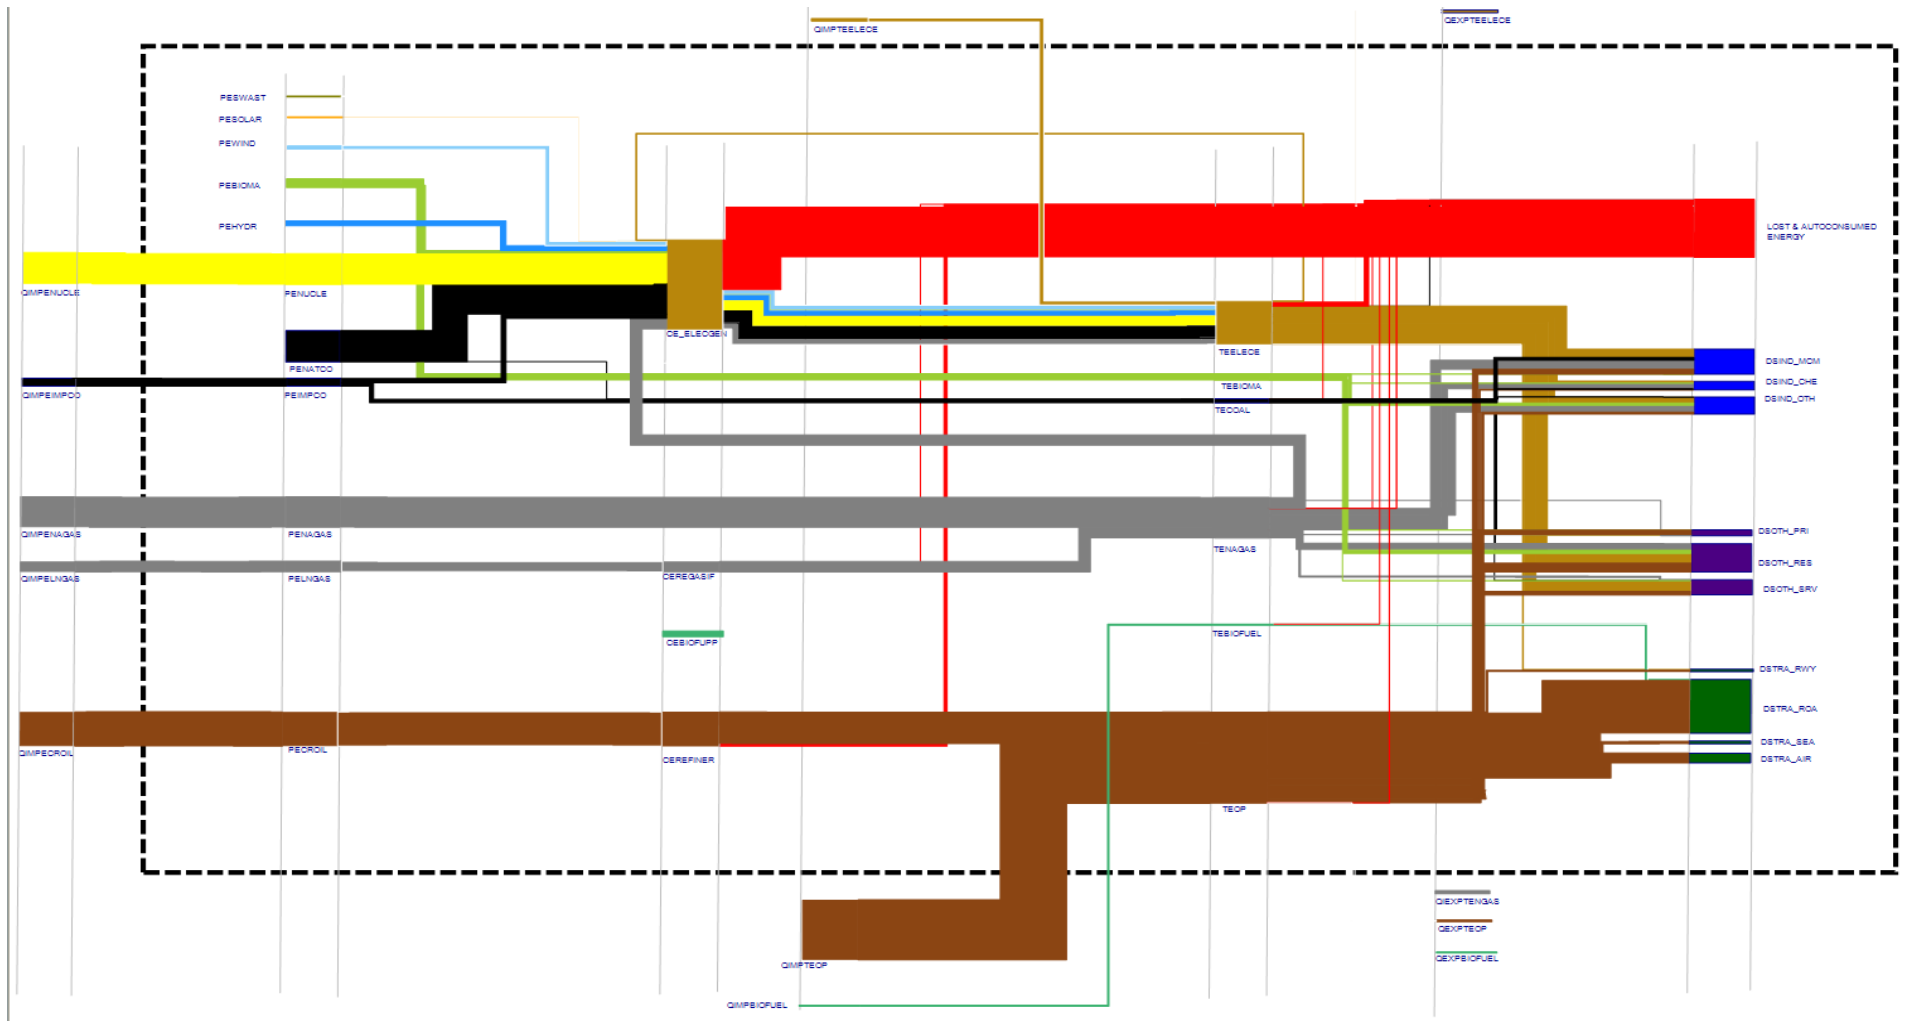 QIMPTEELECE
QEXPTEELECE
PESWAST
PESOLAR
PEWIND
PEBIOMA
PEHYDR
LOST & AUTOCONSUMED
ENERGY
QIMPENUCLE
PENUCLE
CE_ELECGEN
TEELECE
PENATCO
DSIND_MCM
DSIND_CHE
TEBIOMA
QIMPEIMPCO
PEIMPCO
DSIND_OTH
TECOAL
QIMPENAGAS
PENAGAS
DSOTH_PRI
TENAGAS
DSOTH_RES
QIMPELNGAS
PELNGAS
CEREGASIF
DSOTH_SRV
TEBIOFUEL
CEBIOFUPP
DSTRA_RWY
DSTRA_ROA
DSTRA_SEA
QIMPECROIL
PECROIL
CEREFINER
DSTRA_AIR
TEOP
QIEXPTENGAS
QEXPTEOP
QEXPBIOFUEL
QIMPTEOP
QIMPBIOFUEL